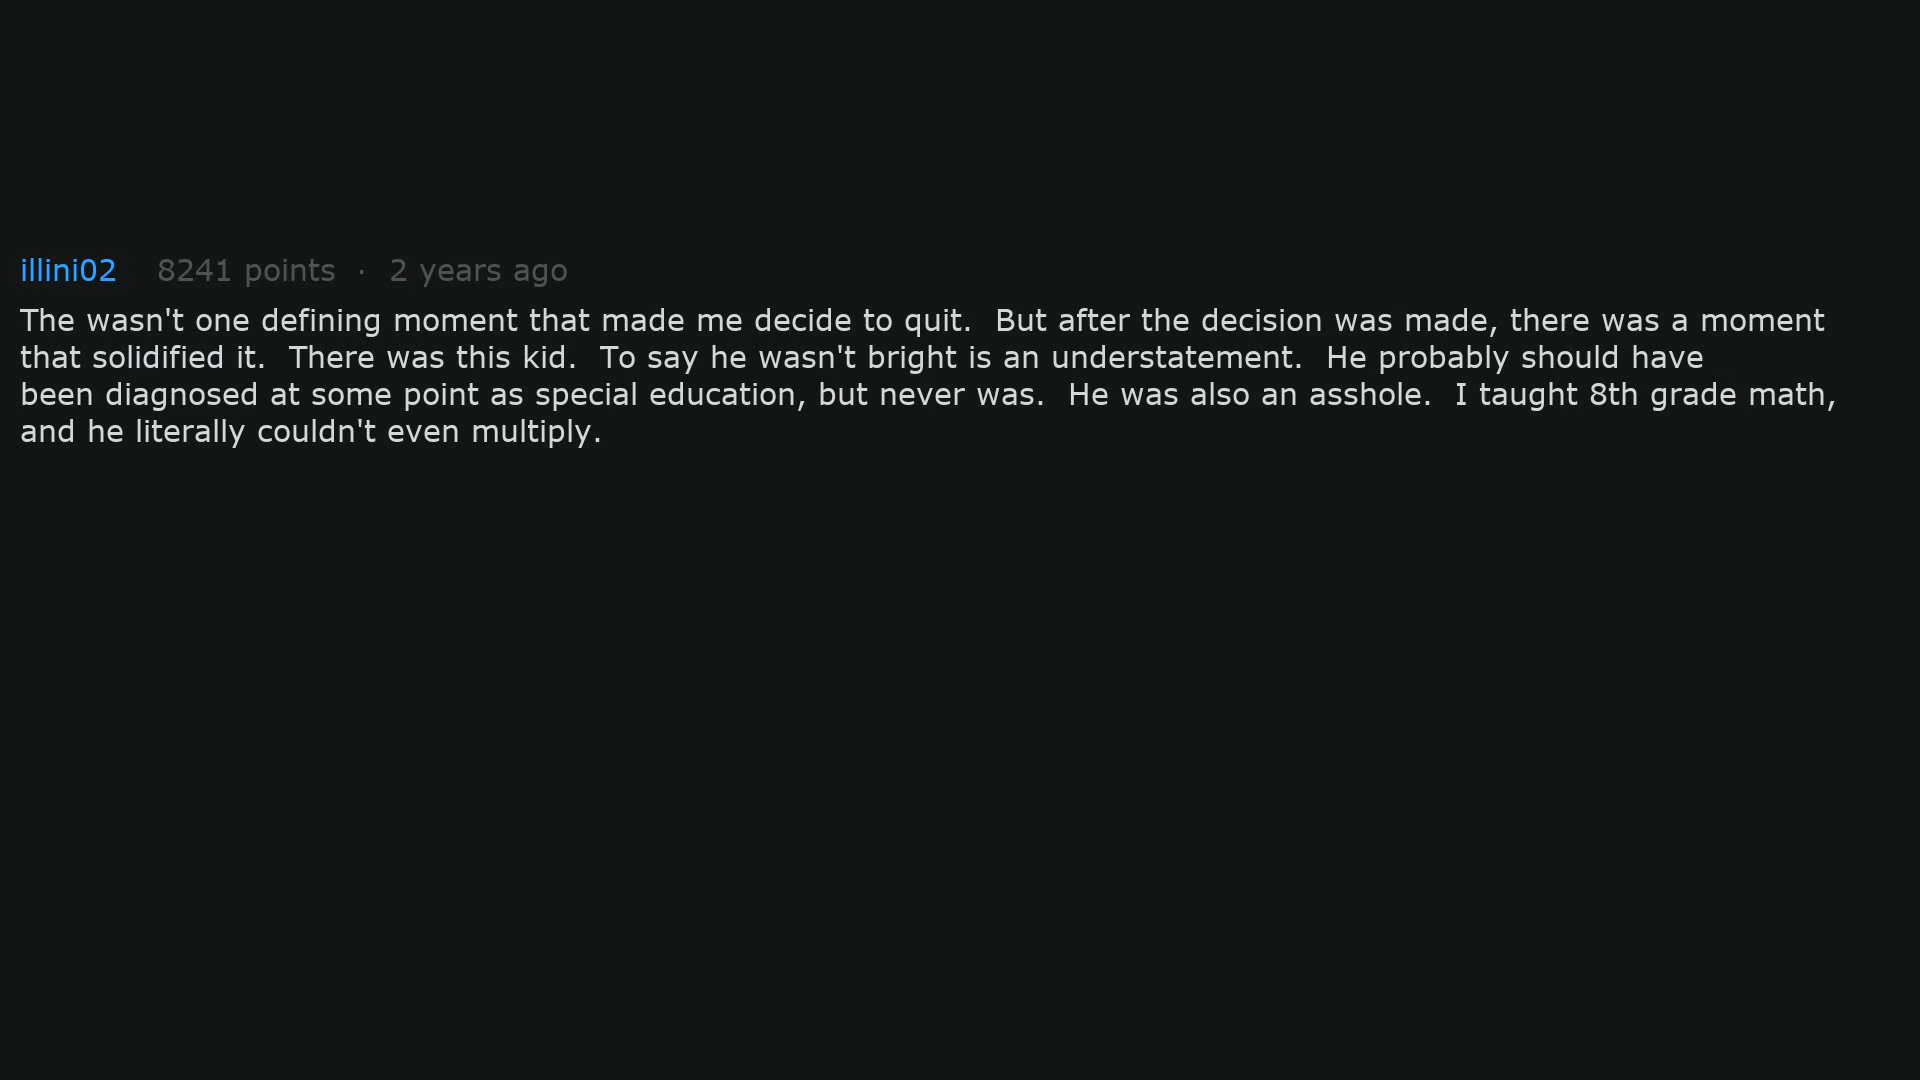 illini02 8241 points · 2 years ago
The wasn't one defining moment that made me decide to quit.  But after the decision was made, there was a moment
that solidified it.  There was this kid.  To say he wasn't bright is an understatement.  He probably should have
been diagnosed at some point as special education, but never was.  He was also an asshole.  I taught 8th grade math,
and he literally couldn't even multiply.